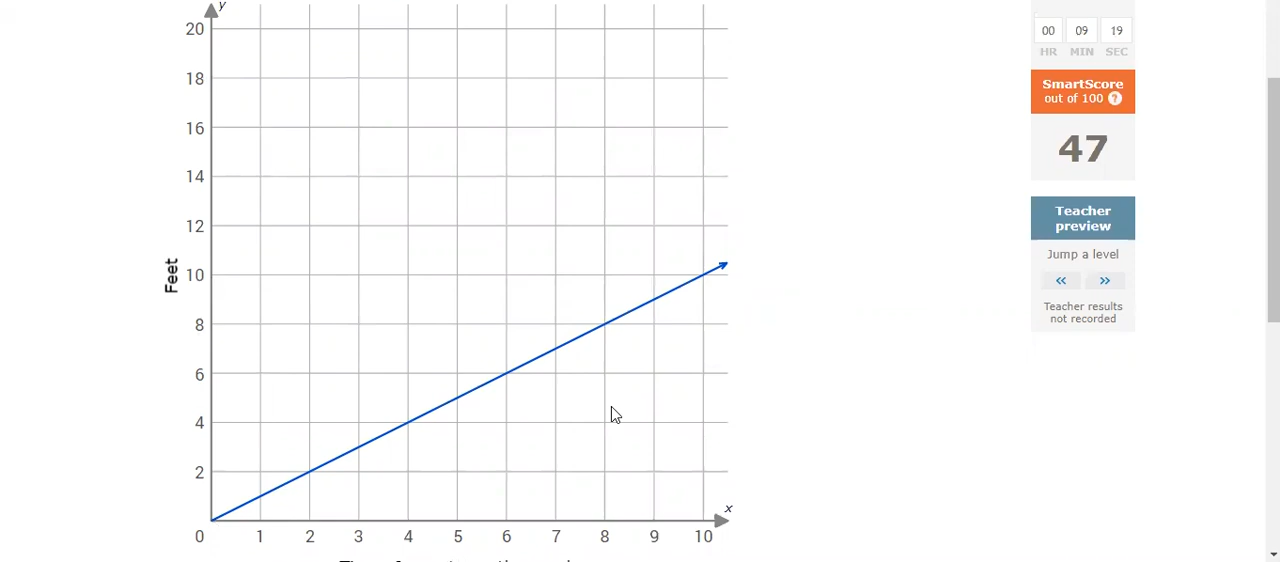 y
20
18
16
14
12
10
8
6
4
2
0
Feet
1 2 3 4 5 6 7 8 9 10
x
00 09 19
HR MIN SEC
SmartScore
out of 100 ?
47
Teacher
preview
Jump a level
<< >>
Teacher results
not recorded